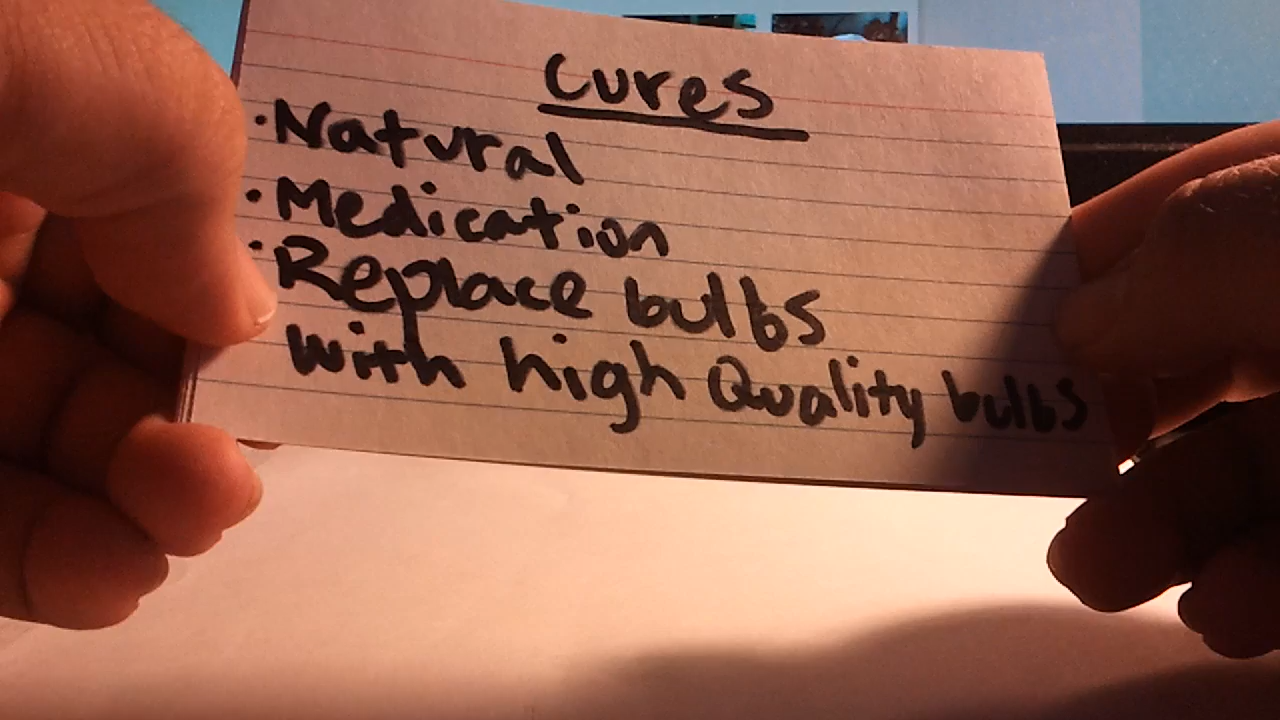 Cures
·Natural
·Medication
·Replace bulbs
with high Quality bulbs